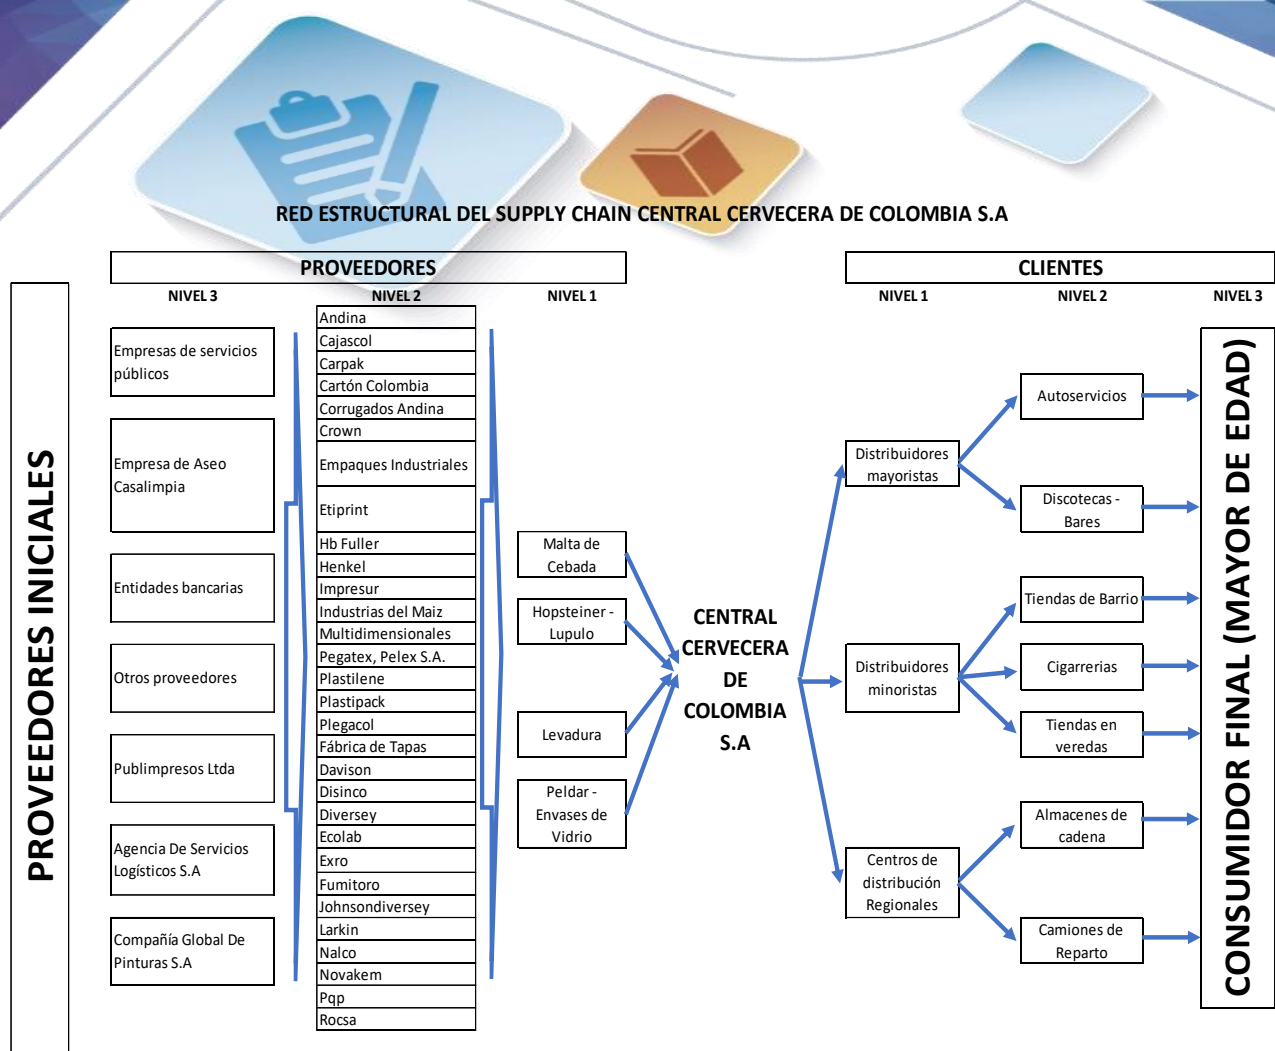 RED ESTRUCTURAL DEL SUPPLY CHAIN CENTRAL CERVECERA DE COLOMBIA S.A
PROVEEDORES
CLIENTES
NIVEL 3
NIVEL 2
NIVEL 1
NIVEL 1
NIVEL 2
NIVEL 3
PROVEEDORES INICIALES
Empresas de servicios
públicos
Empresa de Aseo
Casalimpia
Entidades bancarias
Otros proveedores
Publimpresos Ltda
Agencia De Servicios
Logísticos S.A
Compañía Global De
Pinturas S.A
Andina
Cajascol
Carpak
Cartón Colombia
Corrugados Andina
Crown
Empaques Industriales
Etiprint
Hb Fuller
Henkel
Impresur
Industrias del Maiz
Multidimensionales
Pegatex, Pelex S.A.
Plastilene
Plastipack
Plegacol
Fábrica de Tapas
Davison
Disinco
Diversey
Ecolab
Exro
Fumitoro
Johnsondiversey
Larkin
Nalco
Novakem
Pqp
Rocsa
Malta de
Cebada
Hopsteiner -
Lupulo
Levadura
Peldar -
Envases de
Vidrio
CENTRAL
CERVECERA
DE
COLOMBIA
S.A
Distribuidores
mayoristas
Distribuidores
minoristas
Centros de
distribución
Regionales
Autoservicios
Discotecas -
Bares
Tiendas de Barrio
Cigarrerias
Tiendas en
veredas
Almacenes de
cadena
Camiones de
Reparto
CONSUMIDOR FINAL (MAYOR DE EDAD)